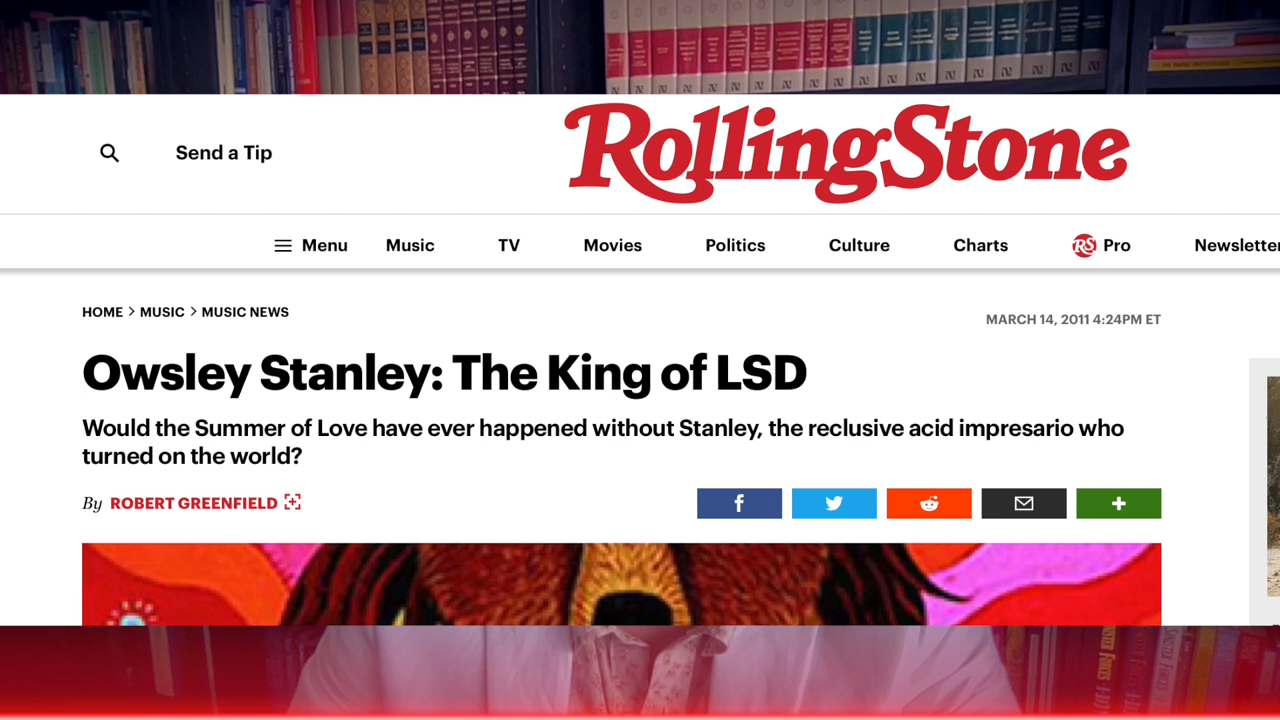 RollingStone
Send a Tip
Menu Music TV Movies Politics Culture Charts RS Pro Newsletter
HOME > MUSIC > MUSIC NEWS
MARCH 14, 2011 4:24PM ET
Owsley Stanley: The King of LSD
Would the Summer of Love have ever happened without Stanley, the reclusive acid impresario who
turned on the world?
By ROBERT GREENFIELD